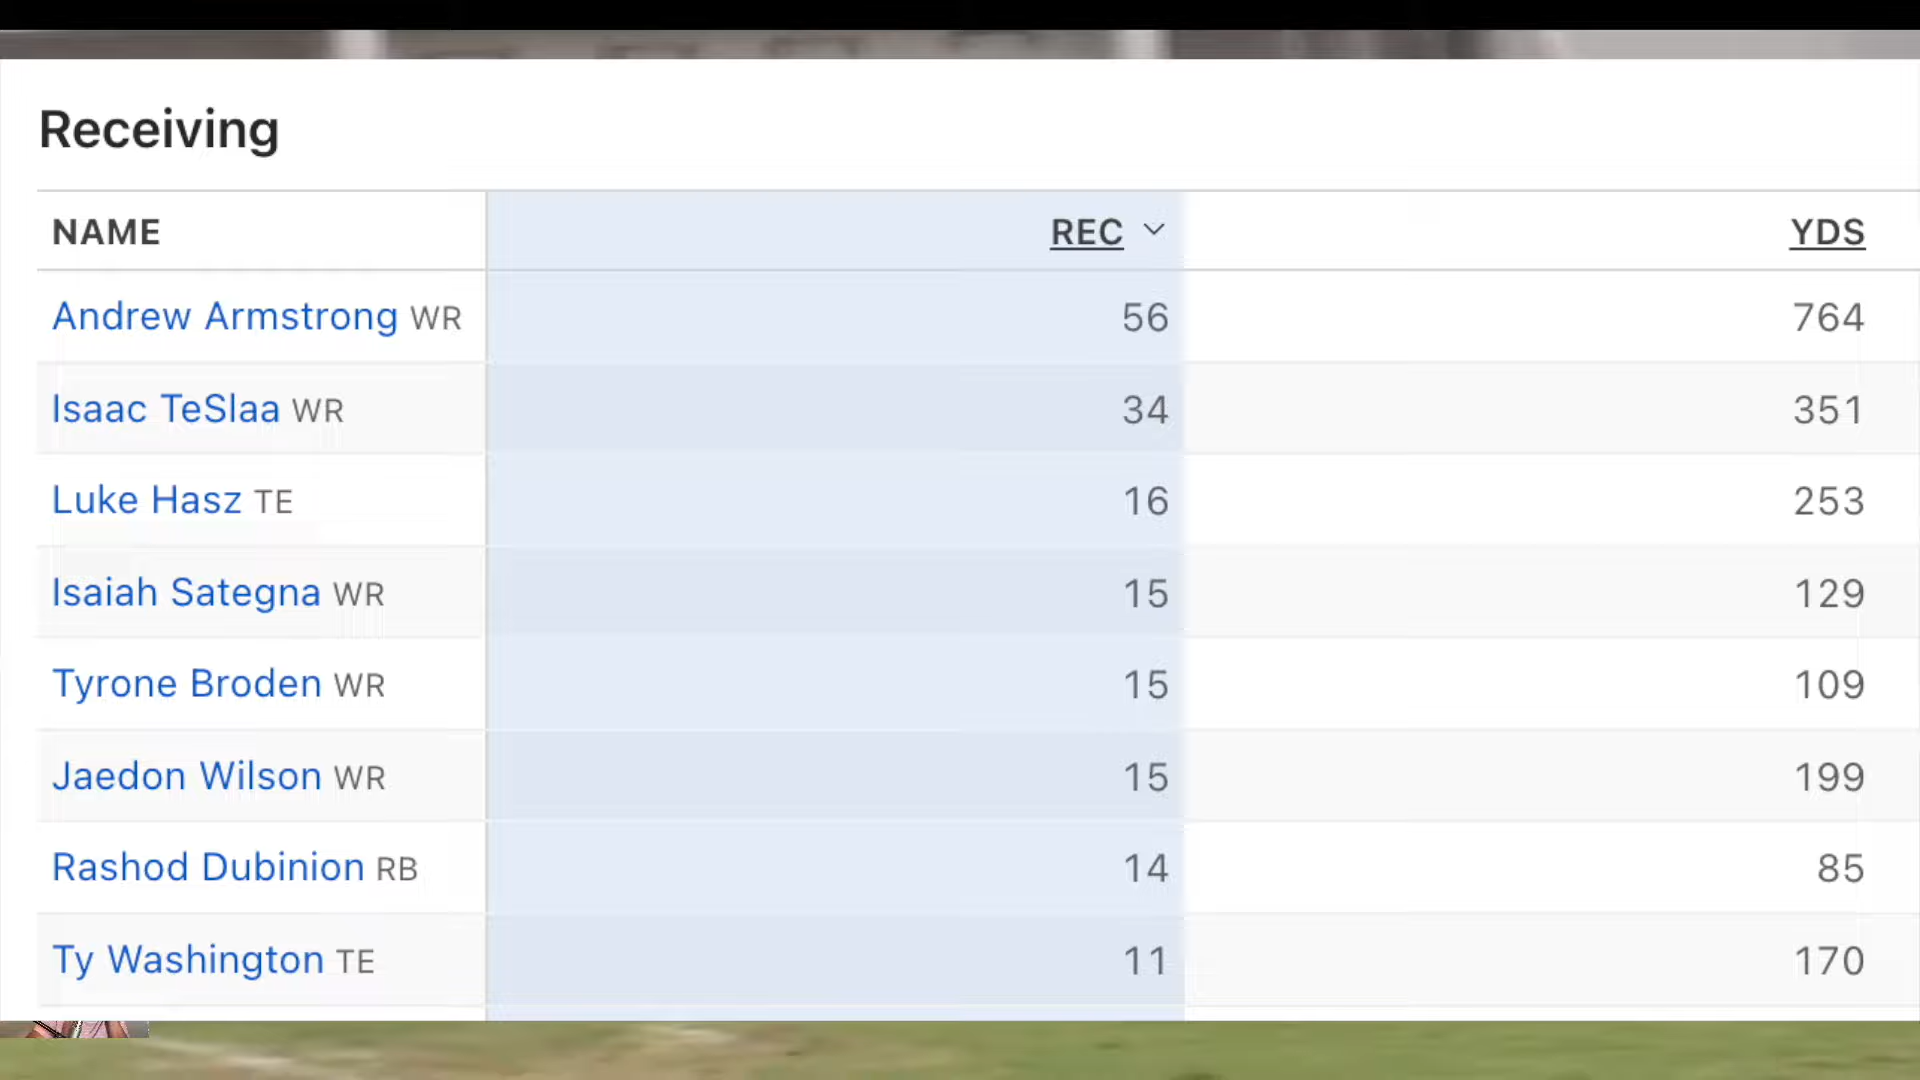 Receiving
NAME REC YDS
Andrew Armstrong WR 56 764
Isaac TeSlaa WR 34 351
Luke Hasz TE 16 253
Isaiah Sategna WR 15 129
Tyrone Broden WR 15 109
Jaedon Wilson WR 15 199
Rashod Dubinion RB 14 85
Ty Washington TE 11 170